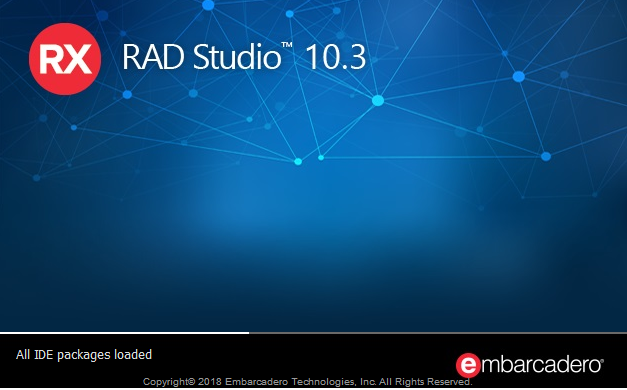 RX RAD Studio™ 10.3
All IDE packages loaded
embarcadero®
Copyright© 2018 Embarcadero Technologies, Inc. All Rights Reserved.